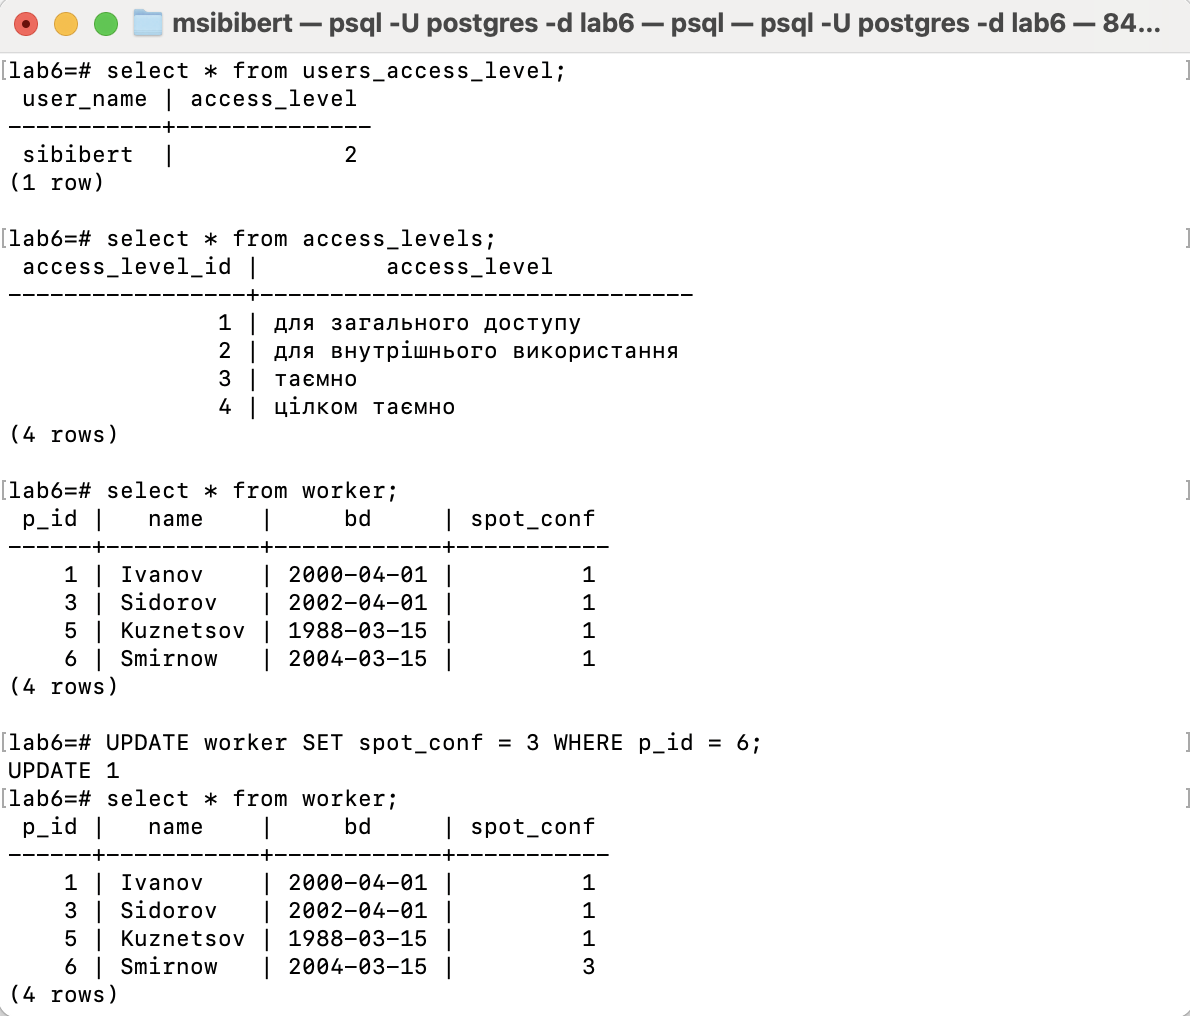 msibibert — psql -U postgres -d lab6 — psql — psql -U postgres -d lab6 — 84...
[lab6=# select * from users_access_level;]
 user_name | access_level
-----------+--------------
 sibibert  |            2
(1 row)

[lab6=# select * from access_levels;]
 access_level_id |         access_level
-----------------+-------------------------------
               1 | для загального доступу
               2 | для внутрішнього використання
               3 | таємно
               4 | цілком таємно
(4 rows)

[lab6=# select * from worker;]
 p_id |   name    |     bd     | spot_conf
------+-----------+------------+-----------
    1 | Ivanov    | 2000-04-01 |         1
    3 | Sidorov   | 2002-04-01 |         1
    5 | Kuznetsov | 1988-03-15 |         1
    6 | Smirnow   | 2004-03-15 |         1
(4 rows)

[lab6=# UPDATE worker SET spot_conf = 3 WHERE p_id = 6;]
UPDATE 1
[lab6=# select * from worker;]
 p_id |   name    |     bd     | spot_conf
------+-----------+------------+-----------
    1 | Ivanov    | 2000-04-01 |         1
    3 | Sidorov   | 2002-04-01 |         1
    5 | Kuznetsov | 1988-03-15 |         1
    6 | Smirnow   | 2004-03-15 |         3
(4 rows)